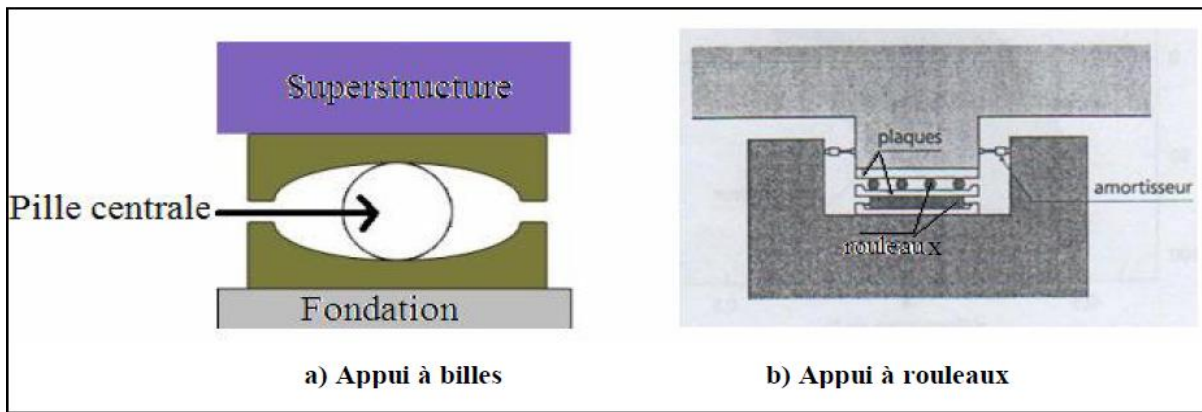 Superstructure
Pille centrale
Fondation
a) Appui à billes
plaques
amortisseur
rouleaux
b) Appui à rouleaux